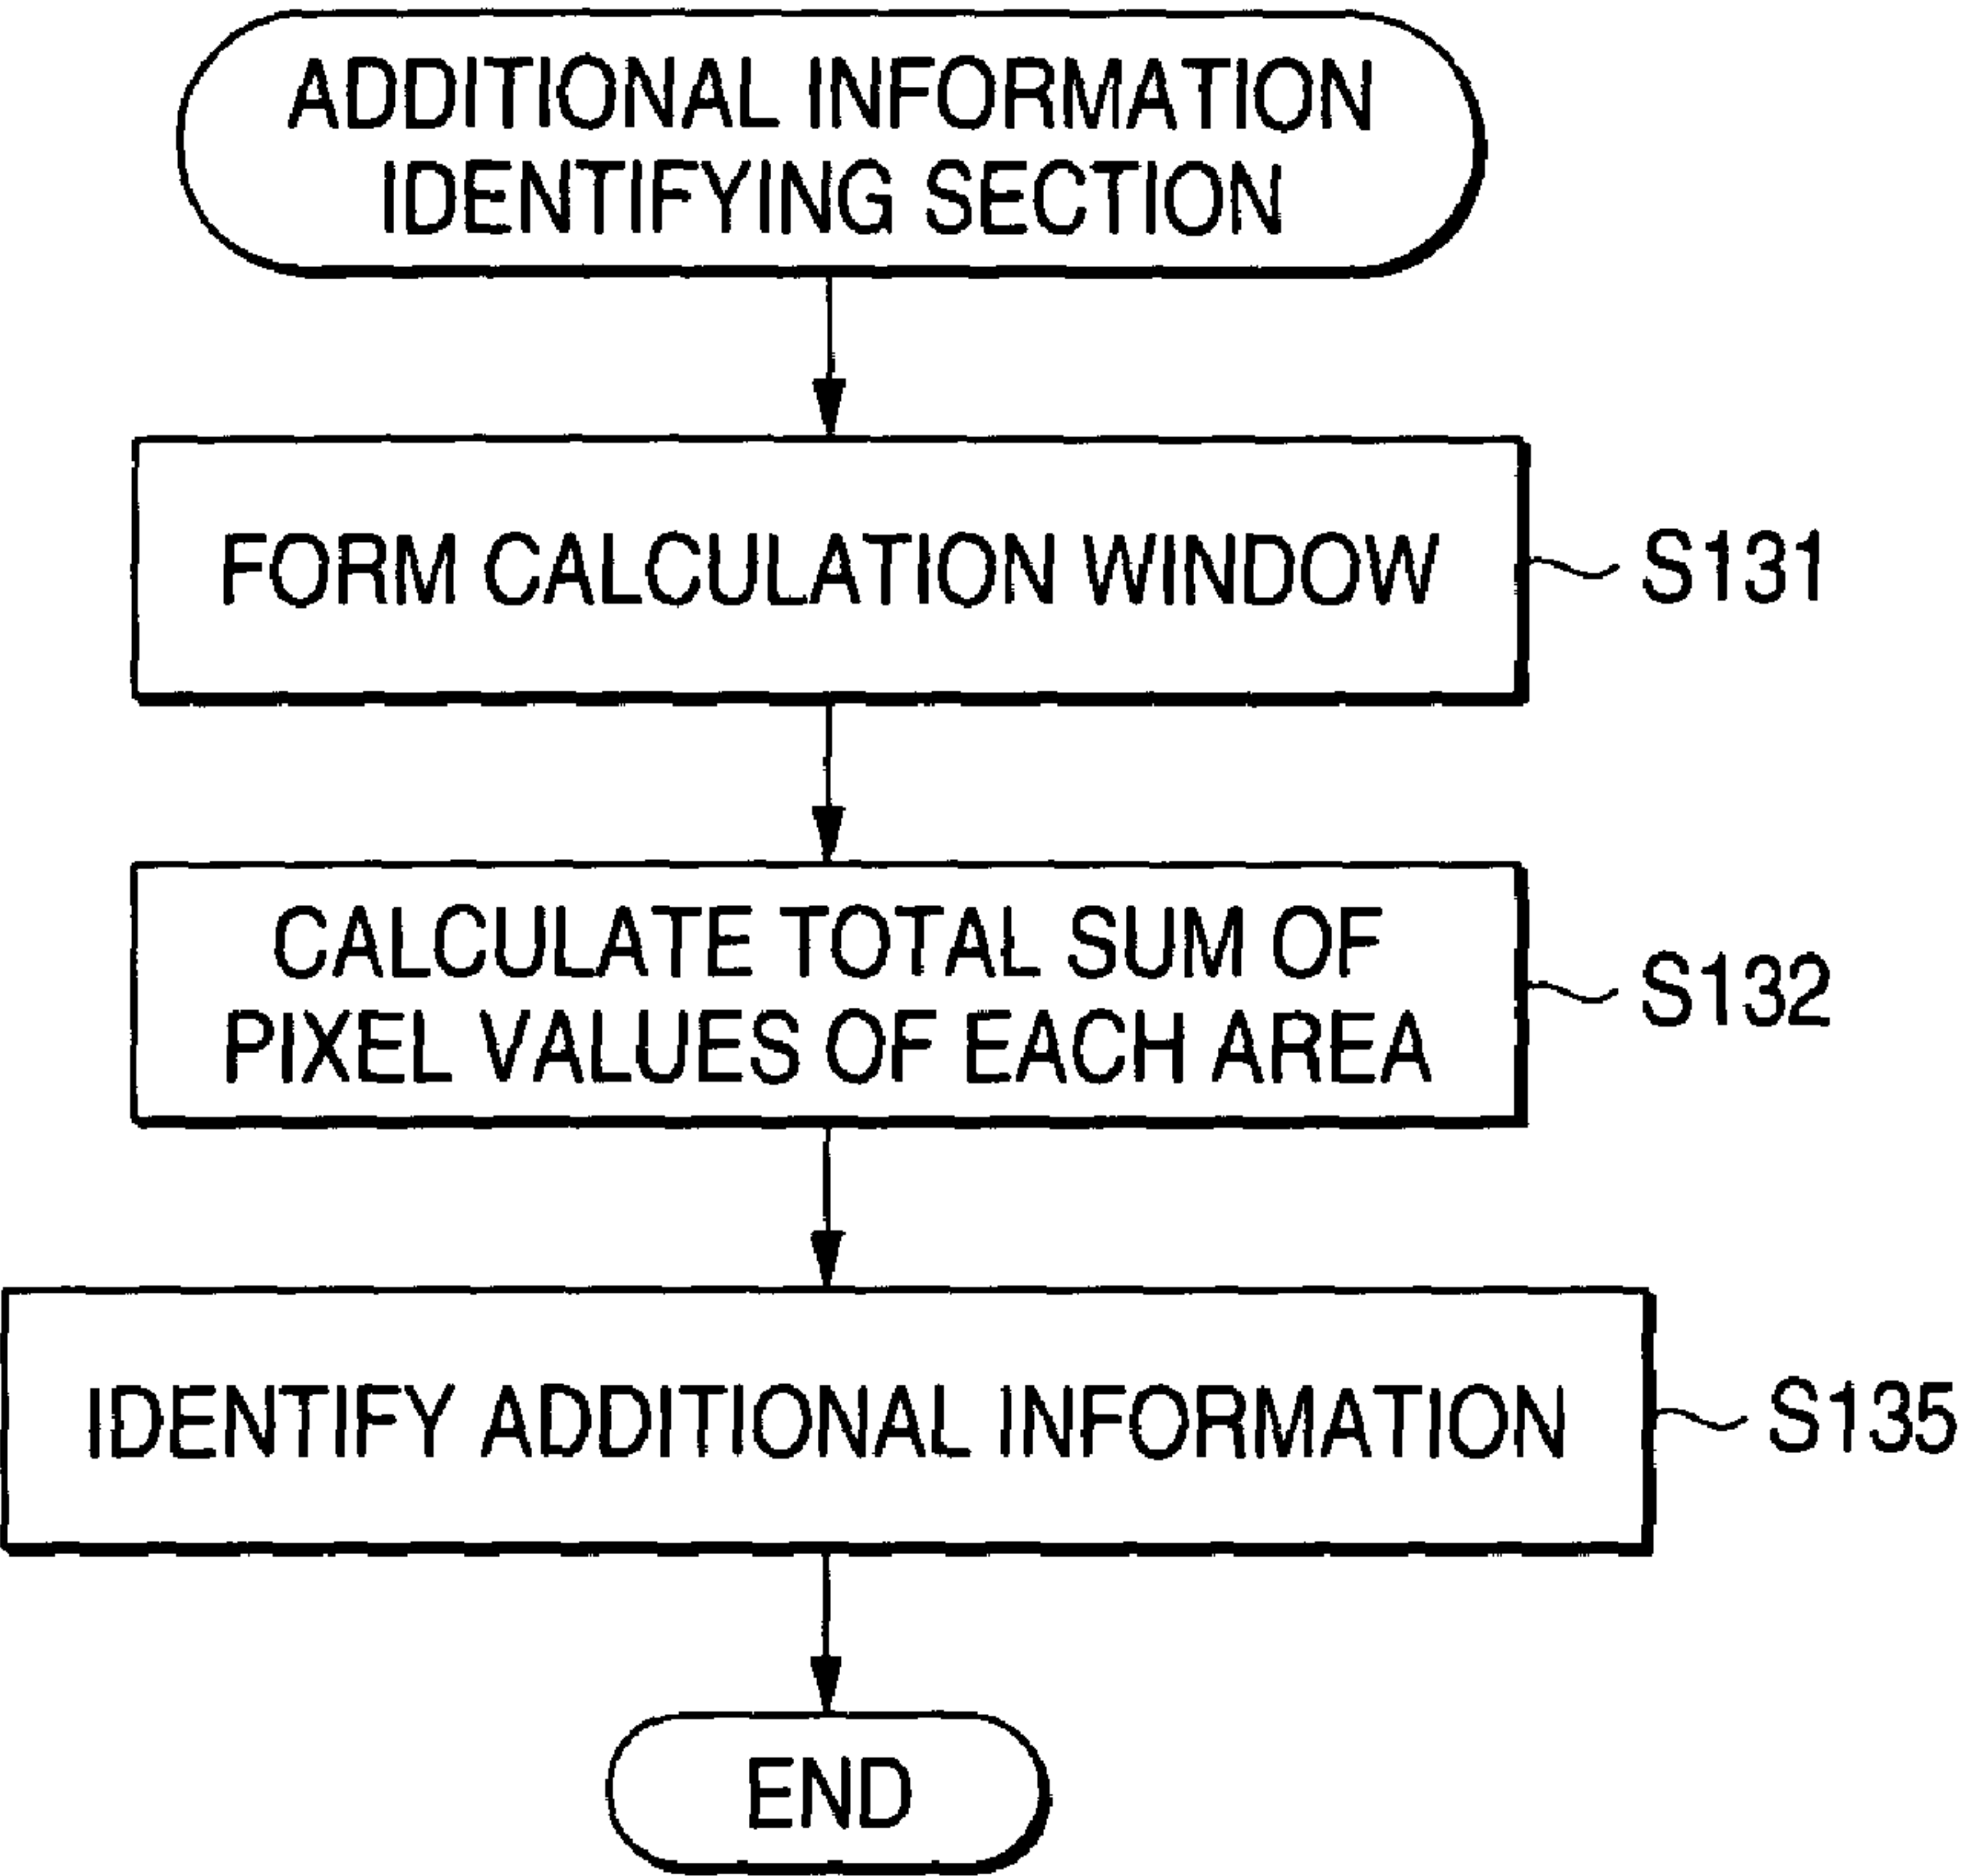 ADDITIONAL INFORMATION
IDENTIFYING SECTION
FORM CALCULATION WINDOW
S131
CALCULATE TOTAL SUM OF
PIXEL VALUES OF EACH AREA
S132
IDENTIFY ADDITIONAL INFORMATION
S135
END